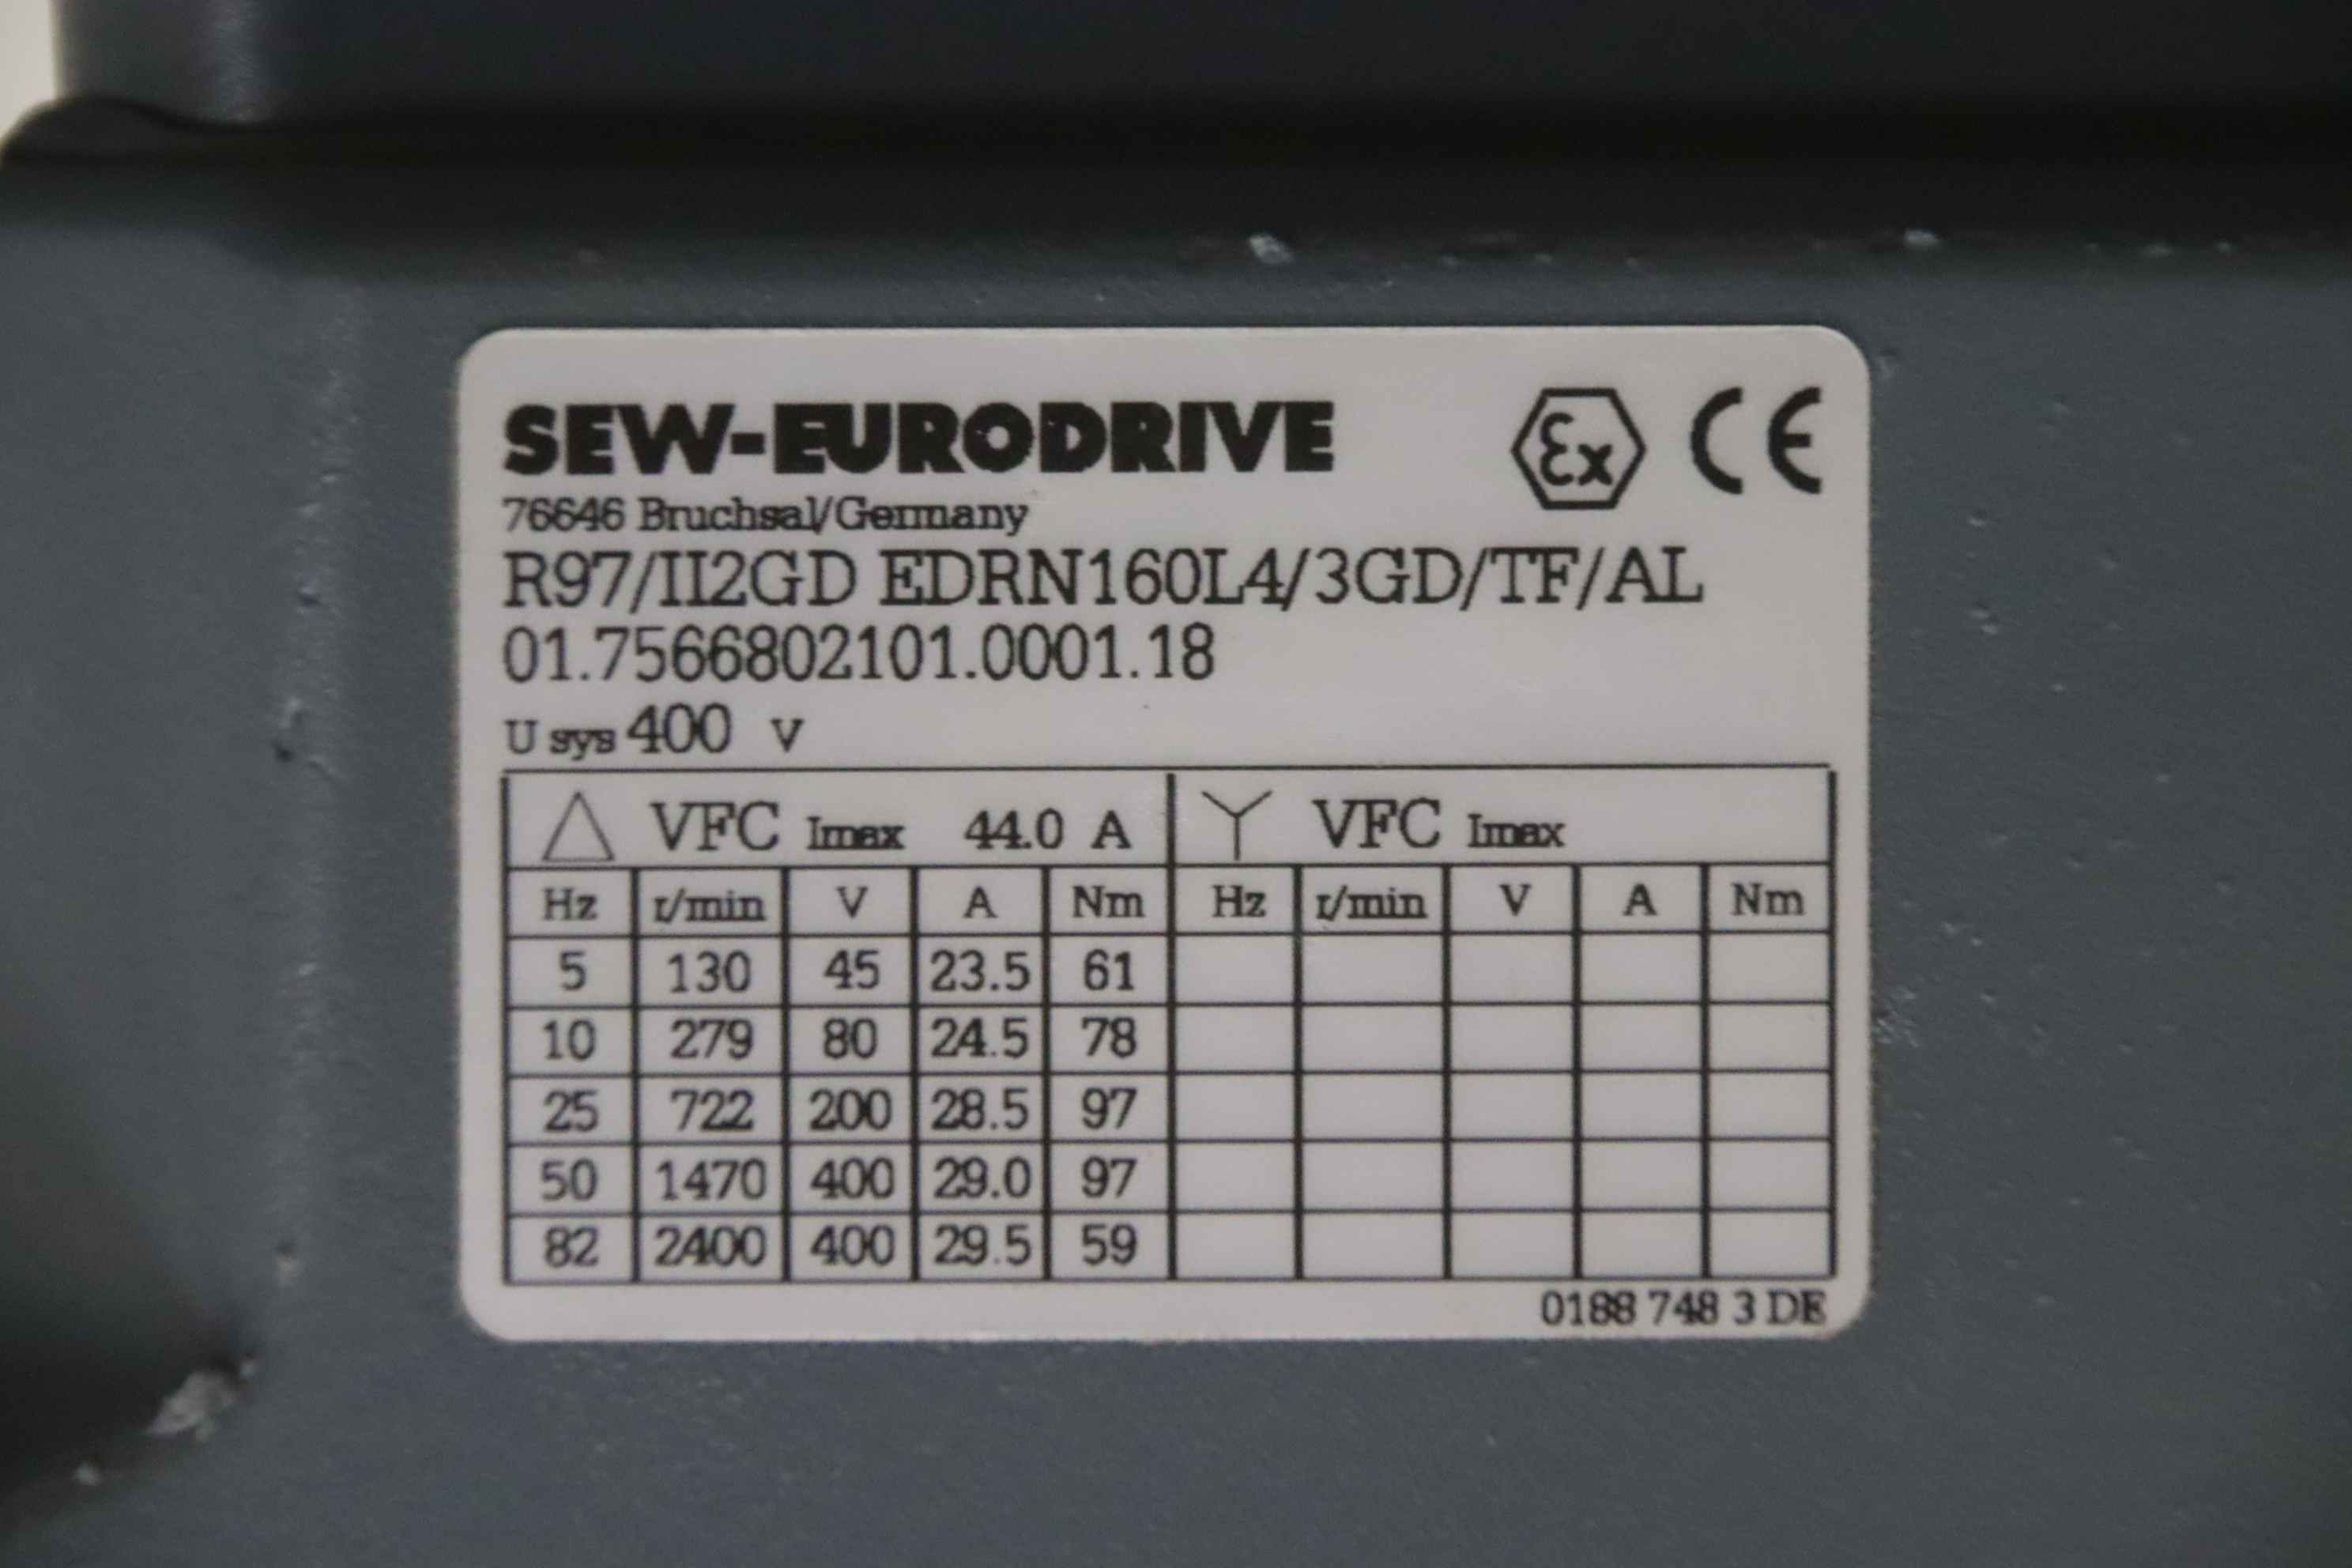 SEW-EURODRIVE Ex CE
76646 Bruchsal/Germany
R97/II2GD EDRN160L4/3GD/TF/AL
01.7566802101.0001.18
U sys 400 V
△ VFC Imax 44.0 A Y VFC Imax
Hz r/min V A Nm Hz r/min V A Nm
5 130 45 23.5 61
10 279 80 24.5 78
25 722 200 28.5 97
50 1470 400 29.0 97
82 2400 400 29.5 59
0188 748 3 DE